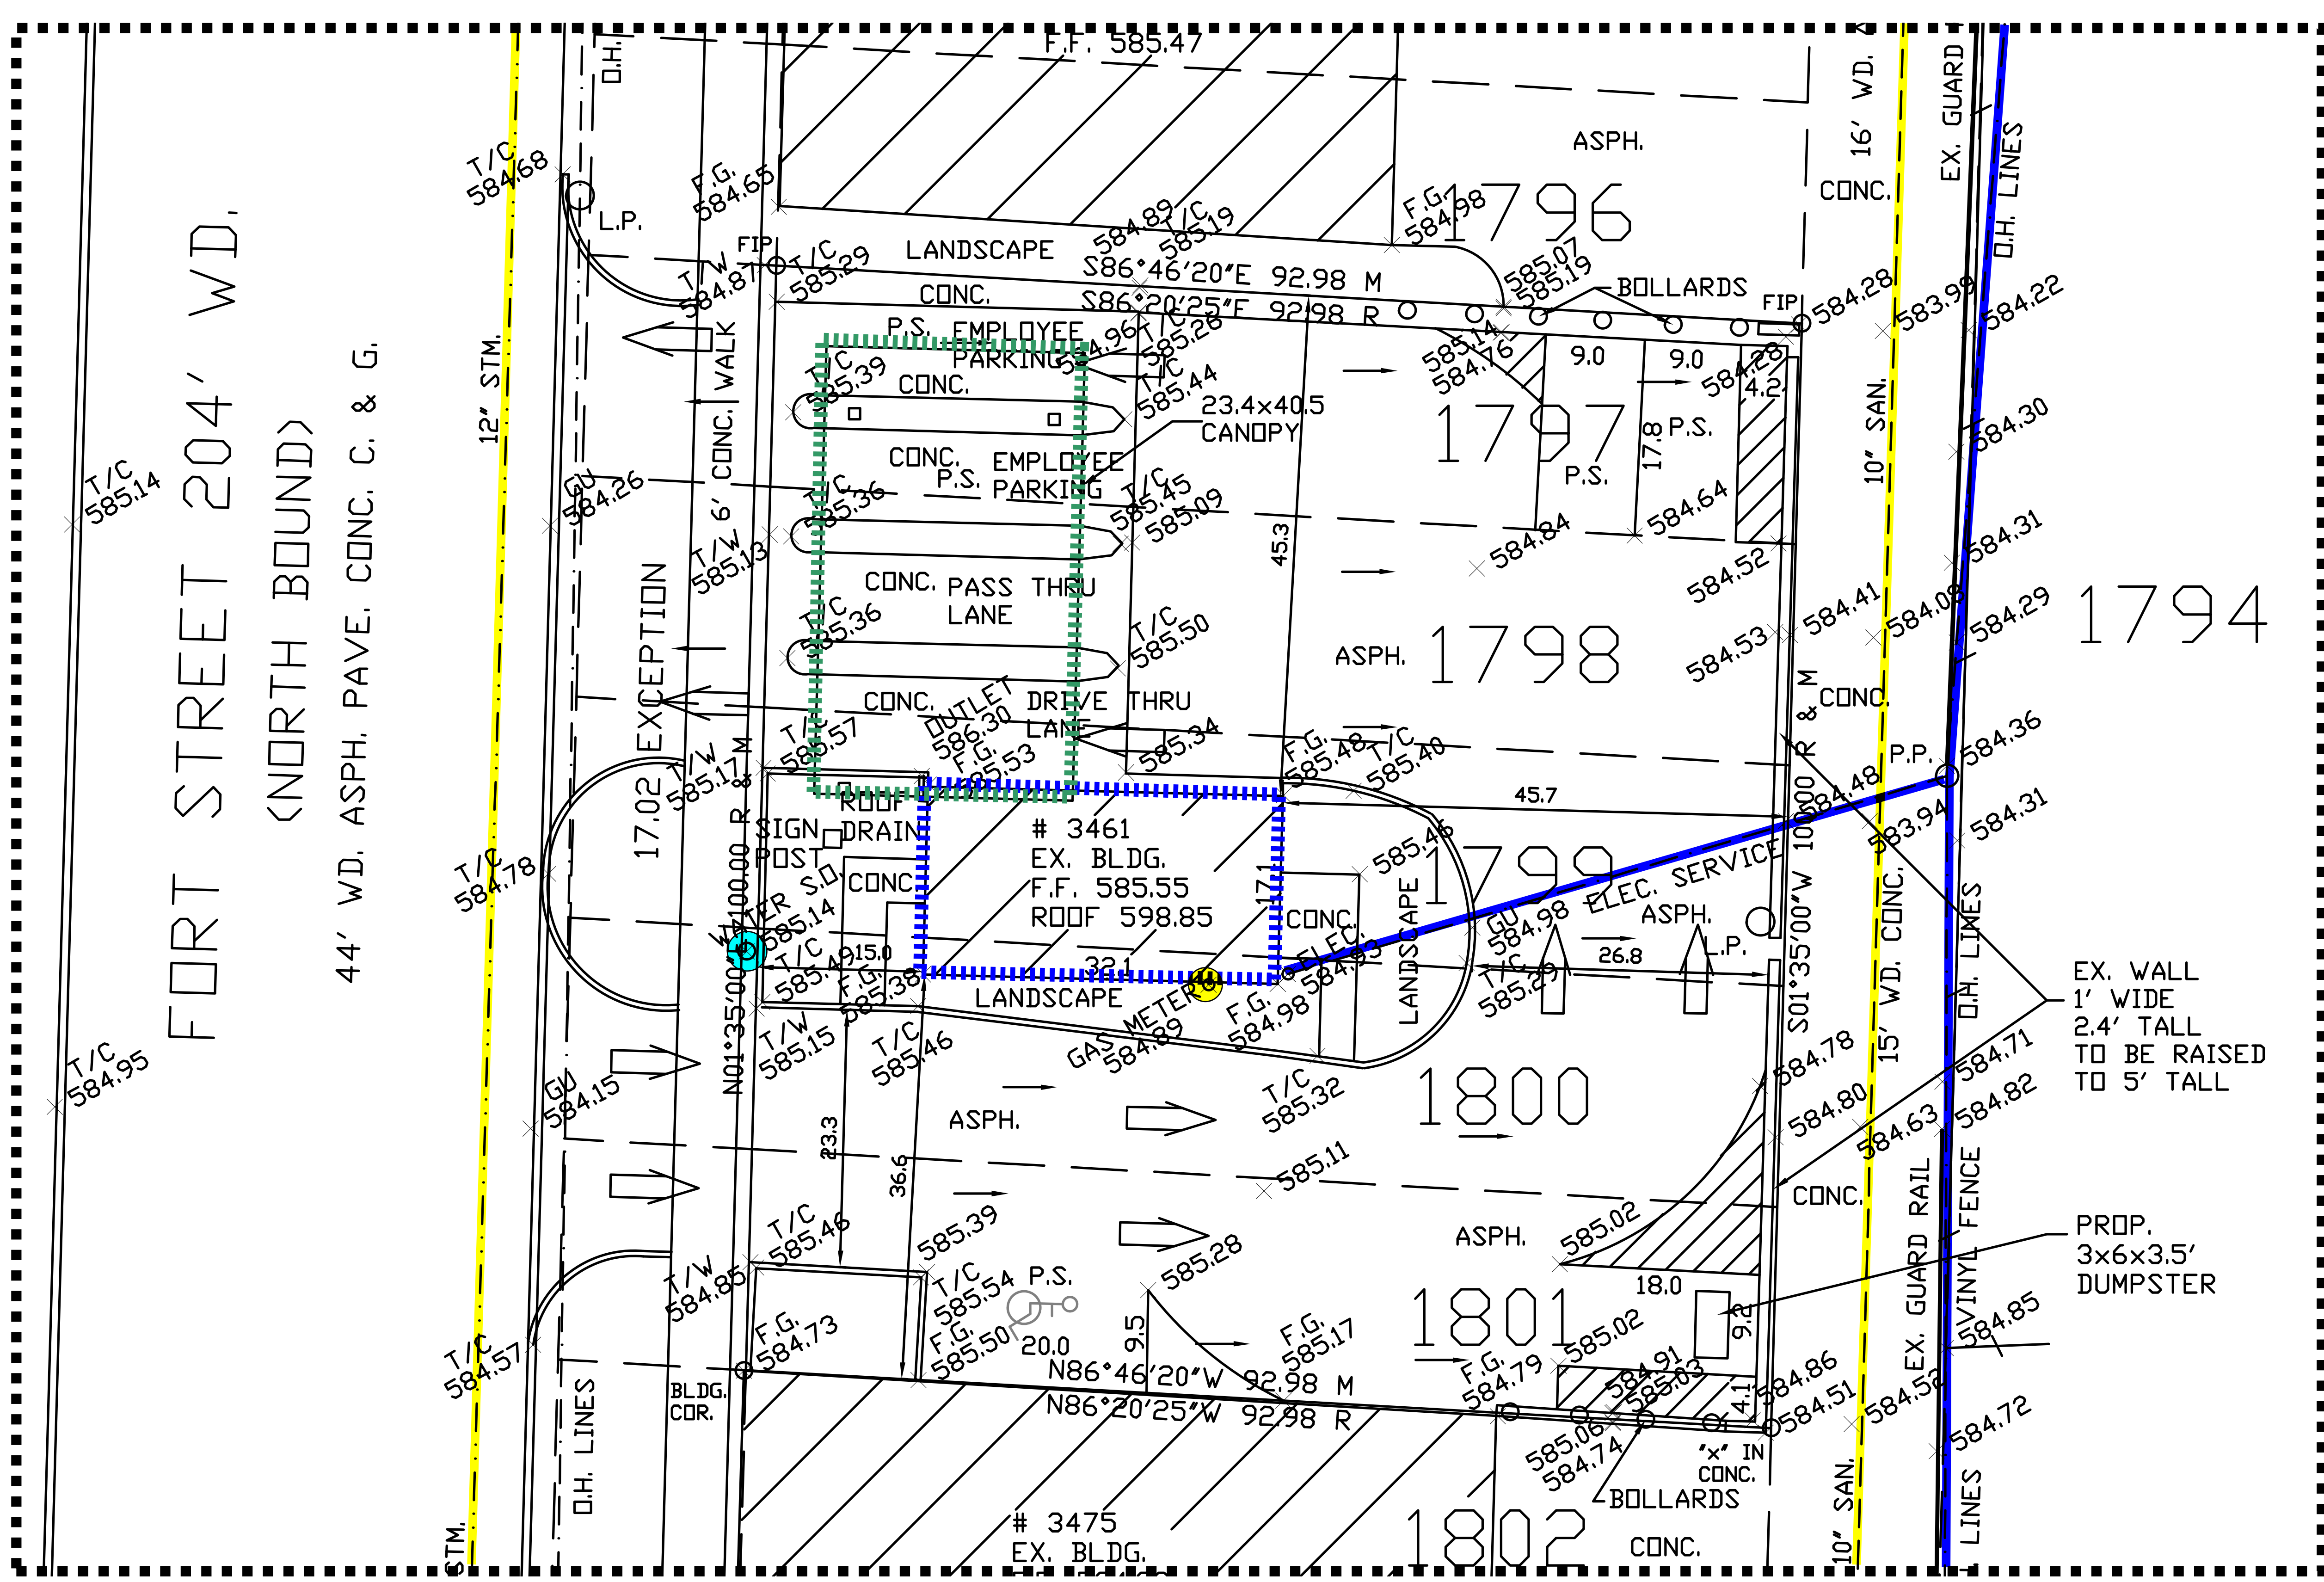 F.F. 585.47
O.H.
16' WD.
EX. GUARD
O.H. LINES
ASPH.
CONC.
1796
T/C
584.68
L.P.
F.G.
584.65
FIP
T/W
584.87
T/C
585.29
LANDSCAPE
584.89
T/C
585.19
F.G.
584.98
S86°46'20"E 92.98 M
S86°20'25"E 92.98 R
CONC.
585.07
585.19
BOLLARDS
FIP
584.28
583.99
584.22
P.S.
EMPLOYEE
PARKING
T/C
585.26
585.14
584.76
9.0
9.0
584.28
4.2
12" STM.
6' CONC. WALK
T/C
585.39
CONC.
T/C
585.44
23.4x40.5
CANOPY
1797
17.8
P.S.
P.S.
10" SAN.
584.30
FORT STREET 204' WD.
(NORTH BOUND)
44' WD. ASPH. PAVE. CONC. C. & G.
T/C
585.14
GU
584.26
CONC.
P.S.
EMPLOYEE
PARKING
T/C
585.36
T/C
585.45
585.09
45.3
584.84
584.64
584.52
584.31
T/W
585.13
17.02 EXCEPTION
CONC.
PASS THRU
LANE
T/C
585.36
T/C
585.50
ASPH.
1798
584.53
584.41
584.08
584.29
1794
CONC.
CONC.
DRIVE THRU
LANE
OUTLET
586.30
F.G.
585.53
T/C
585.57
T/W
585.17
585.34
F.G.
585.48
T/C
585.40
P.P.
584.36
584.48
583.94
584.31
45.7
ROOF
DRAIN
SIGN
POST
# 3461
EX. BLDG.
F.F. 585.55
ROOF 598.85
17.1
32.1
CONC.
CONC.
585.46
1799
ELEC. SERVICE
ASPH.
L.P.
LANDSCAPE
T/C
584.78
585.14
15.0
T/C
585.49
F.G.
585.38
ELEC.
584.93
GU
584.98
T/C
585.29
26.8
S01°35'00"W 100.00 R & M
15' WD. CONC.
O.H. LINES
EX. WALL
1' WIDE
2.4' TALL
TO BE RAISED
TO 5' TALL
LANDSCAPE
GAS METER
584.89
F.G.
584.98
T/W
585.15
T/C
585.46
T/C
584.95
GU
584.15
23.3
36.6
ASPH.
T/C
585.32
1800
584.78
584.71
584.80
584.63
584.82
585.11
CONC.
EX. GUARD RAIL
VINYL FENCE
T/C
585.46
585.39
T/W
584.85
T/C
585.54
P.S.
585.28
ASPH.
585.02
18.0
9.2
PROP.
3x6x3.5'
DUMPSTER
T/C
584.57
F.G.
584.73
F.G.
585.50
20.0
9.5
F.G.
585.17
1801
585.02
584.85
N86°46'20"W 92.98 M
N86°20'25"W 92.98 R
BLDG.
COR.
O.H. LINES
F.G.
584.79
584.91
585.03
4.1
584.86
584.51
584.52
584.72
585.06
584.74
"x" IN
CONC.
BOLLARDS
STM.
# 3475
EX. BLDG.
1802
CONC.
10" SAN.
LINES